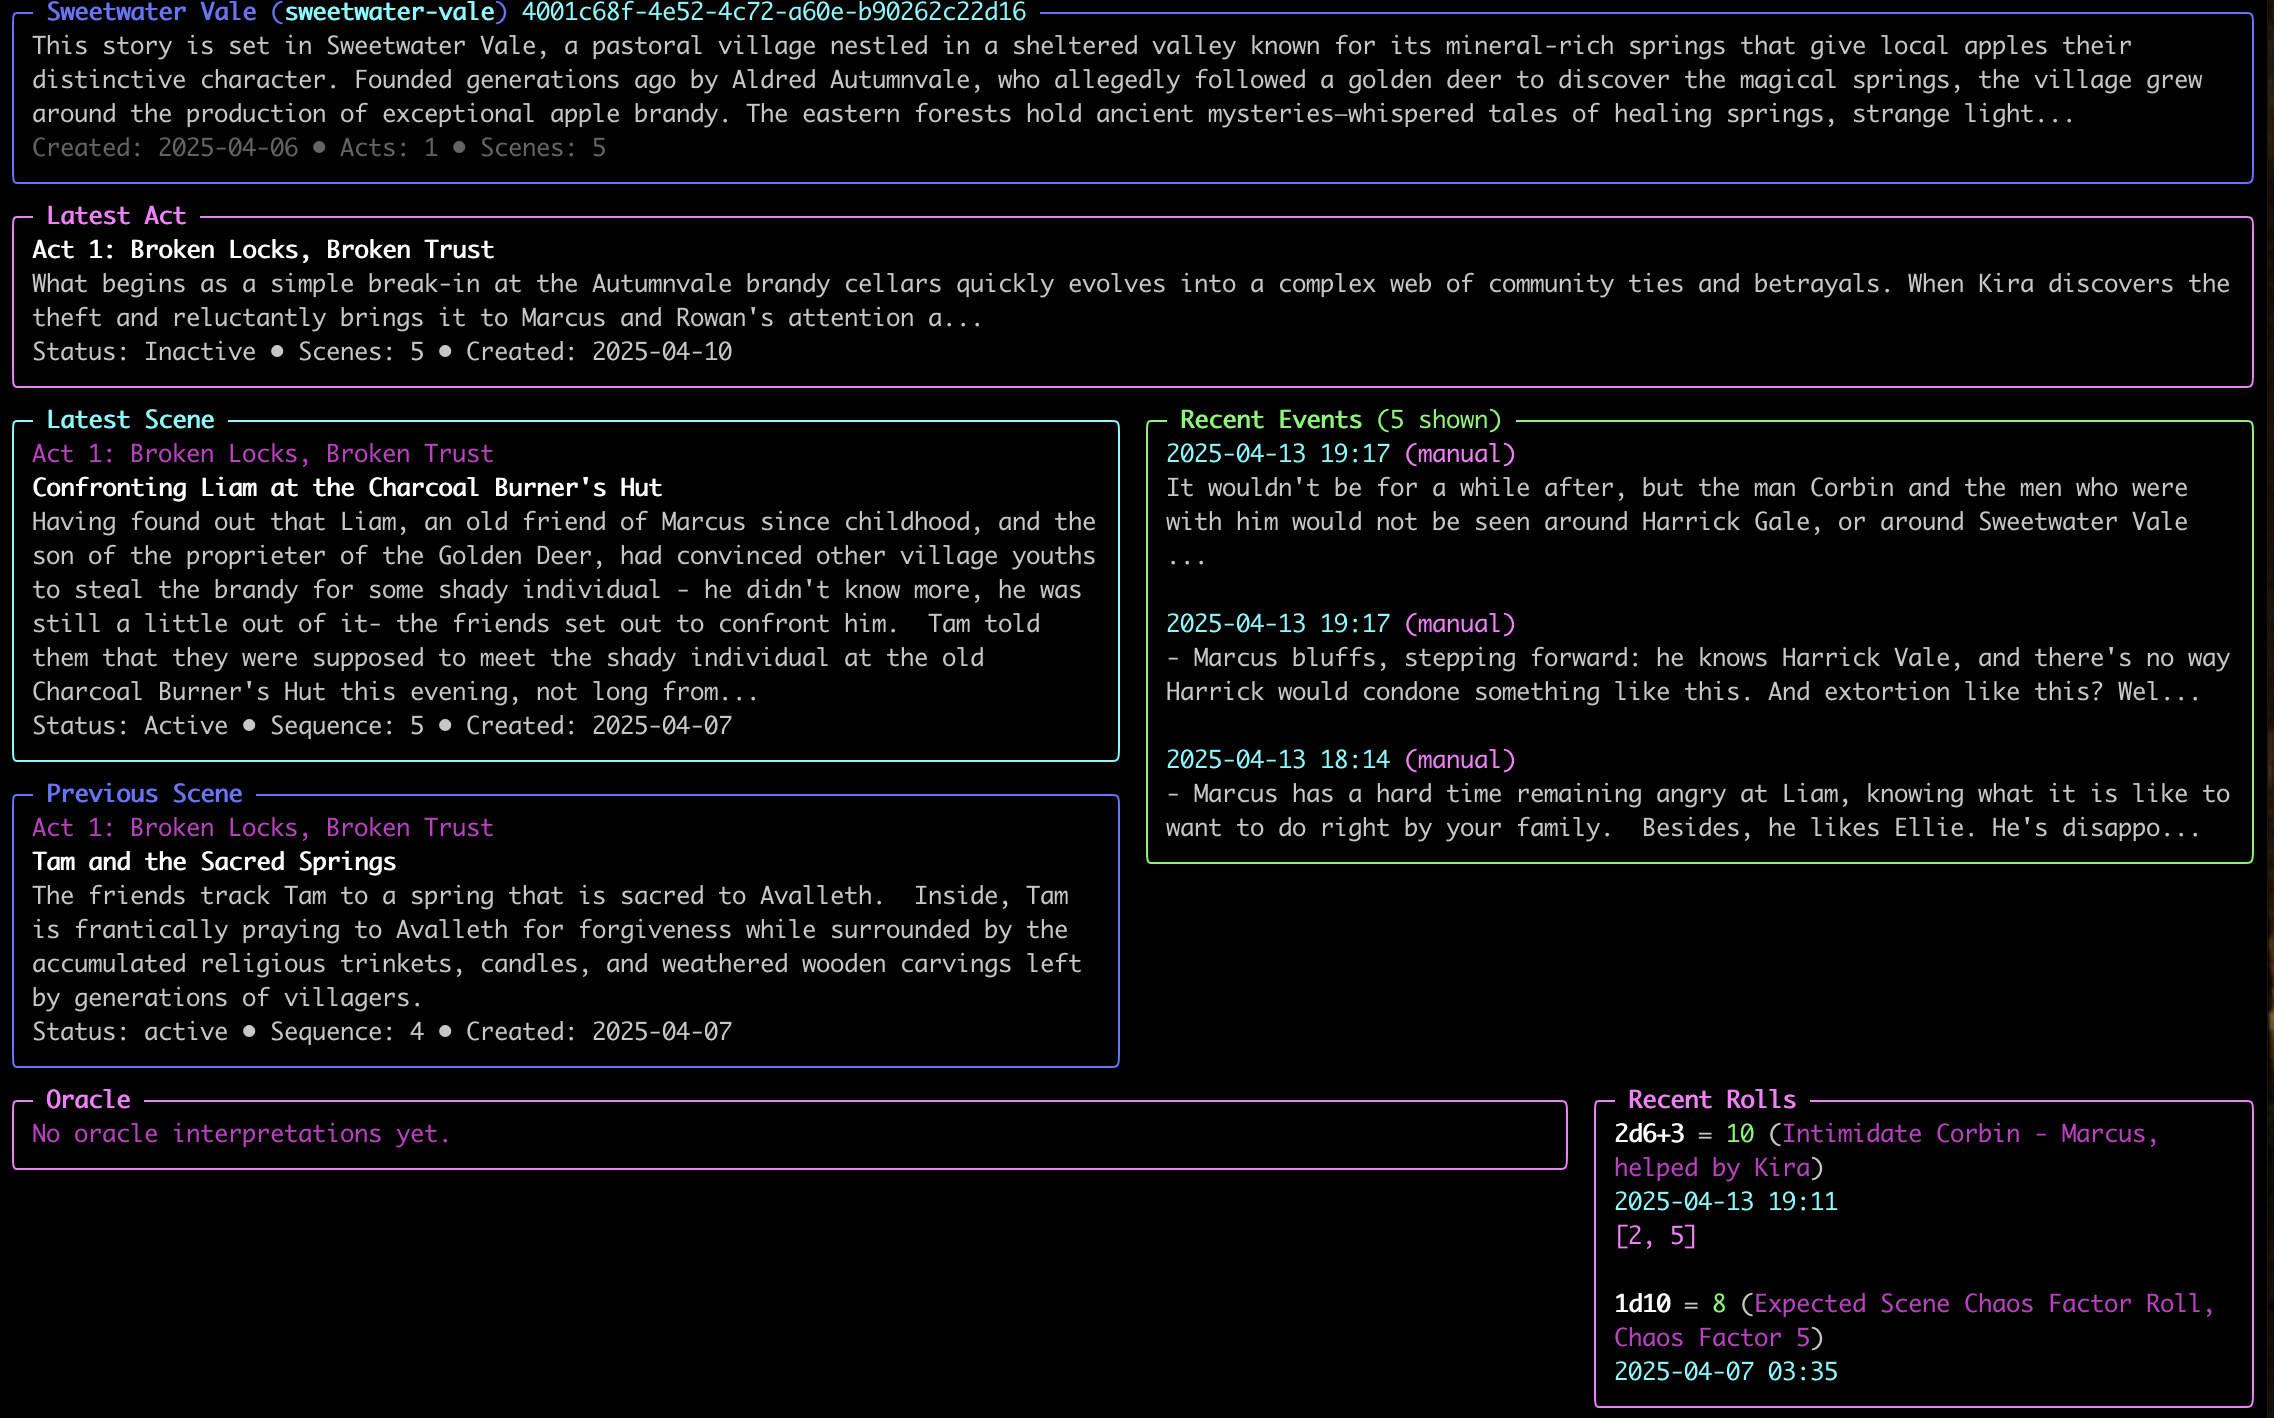 Sweetwater Vale (sweetwater-vale) 4001c68f-4e52-4c72-a60e-b90262c22d16
This story is set in Sweetwater Vale, a pastoral village nestled in a sheltered valley known for its mineral-rich springs that give local apples their
distinctive character. Founded generations ago by Aldred Autumnvale, who allegedly followed a golden deer to discover the magical springs, the village grew
around the production of exceptional apple brandy. The eastern forests hold ancient mysteries—whispered tales of healing springs, strange light...
Created: 2025-04-06 • Acts: 1 • Scenes: 5
Latest Act
Act 1: Broken Locks, Broken Trust
What begins as a simple break-in at the Autumnvale brandy cellars quickly evolves into a complex web of community ties and betrayals. When Kira discovers the
theft and reluctantly brings it to Marcus and Rowan's attention a...
Status: Inactive • Scenes: 5 • Created: 2025-04-10
Latest Scene
Act 1: Broken Locks, Broken Trust
Confronting Liam at the Charcoal Burner's Hut
Having found out that Liam, an old friend of Marcus since childhood, and the
son of the proprieter of the Golden Deer, had convinced other village youths
to steal the brandy for some shady individual - he didn't know more, he was
still a little out of it- the friends set out to confront him.  Tam told
them that they were supposed to meet the shady individual at the old
Charcoal Burner's Hut this evening, not long from...
Status: Active • Sequence: 5 • Created: 2025-04-07
Previous Scene
Act 1: Broken Locks, Broken Trust
Tam and the Sacred Springs
The friends track Tam to a spring that is sacred to Avalleth.  Inside, Tam
is frantically praying to Avalleth for forgiveness while surrounded by the
accumulated religious trinkets, candles, and weathered wooden carvings left
by generations of villagers.
Status: active • Sequence: 4 • Created: 2025-04-07
Recent Events (5 shown)
2025-04-13 19:17 (manual)
It wouldn't be for a while after, but the man Corbin and the men who were
with him would not be seen around Harrick Gale, or around Sweetwater Vale
...
2025-04-13 19:17 (manual)
- Marcus bluffs, stepping forward: he knows Harrick Vale, and there's no way
Harrick would condone something like this. And extortion like this? Wel...
2025-04-13 18:14 (manual)
- Marcus has a hard time remaining angry at Liam, knowing what it is like to
want to do right by your family.  Besides, he likes Ellie. He's disappo...
Oracle
No oracle interpretations yet.
Recent Rolls
2d6+3 = 10 (Intimidate Corbin - Marcus,
helped by Kira)
2025-04-13 19:11
[2, 5]
1d10 = 8 (Expected Scene Chaos Factor Roll,
Chaos Factor 5)
2025-04-07 03:35